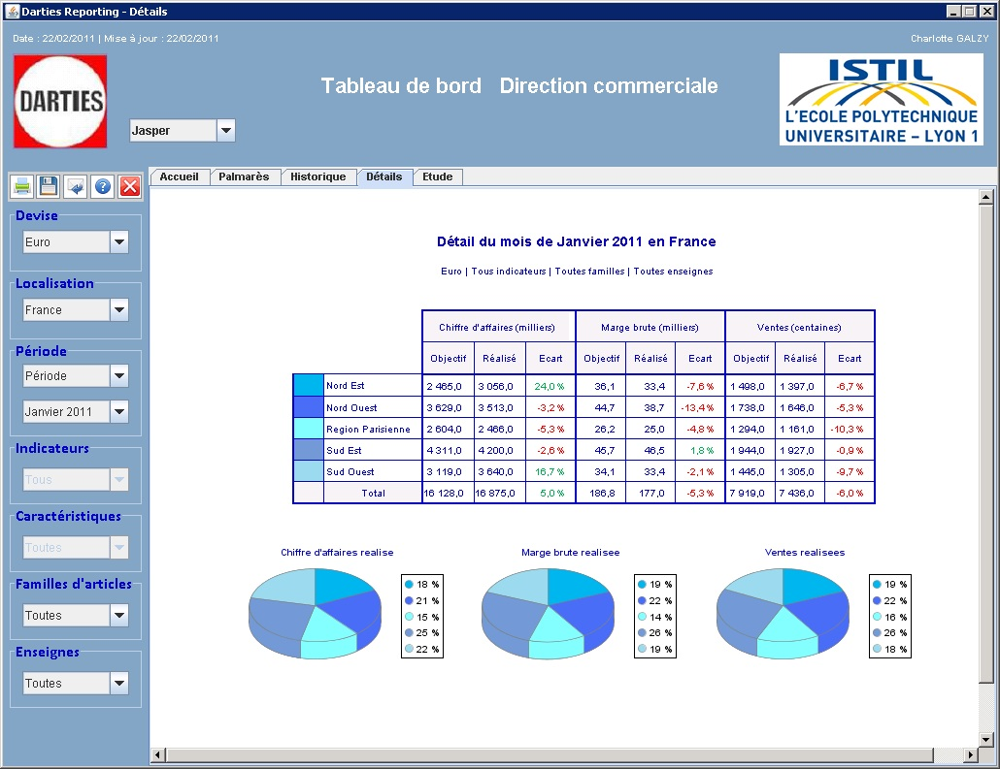 Darties Reporting - Détails
Date : 22/02/2011 | Mise à jour : 22/02/2011
Charlotte GALZY
DARTIES
Tableau de bord Direction commerciale
ISTIL
L'ECOLE POLYTECHNIQUE
UNIVERSITAIRE – LYON 1
Jasper
Accueil Palmarès Historique Détails Etude
Devise
Euro
Localisation
France
Période
Période
Janvier 2011
Indicateurs
Tous
Caractéristiques
Toutes
Familles d'articles
Toutes
Enseignes
Toutes
Détail du mois de Janvier 2011 en France
Euro | Tous indicateurs | Toutes familles | Toutes enseignes
Chiffre d'affaires (milliers) Marge brute (milliers) Ventes (centaines)
Objectif Réalisé Ecart Objectif Réalisé Ecart Objectif Réalisé Ecart
Nord Est 2 465,0 3 056,0 24,0 % 36,1 33,4 -7,6 % 1 498,0 1 397,0 -6,7 %
Nord Ouest 3 629,0 3 513,0 -3,2 % 44,7 38,7 -13,4 % 1 738,0 1 646,0 -5,3 %
Region Parisienne 2 604,0 2 466,0 -5,3 % 26,2 25,0 -4,8 % 1 294,0 1 161,0 -10,3 %
Sud Est 4 311,0 4 200,0 -2,6 % 45,7 46,5 1,8 % 1 944,0 1 927,0 -0,9 %
Sud Ouest 3 119,0 3 640,0 16,7 % 34,1 33,4 -2,1 % 1 445,0 1 305,0 -9,7 %
Total 16 128,0 16 875,0 5,0 % 186,8 177,0 -5,3 % 7 919,0 7 436,0 -6,0 %
Chiffre d'affaires realise
18 %
21 %
15 %
25 %
22 %
Marge brute realisee
19 %
22 %
14 %
26 %
19 %
Ventes realisees
19 %
22 %
16 %
26 %
18 %